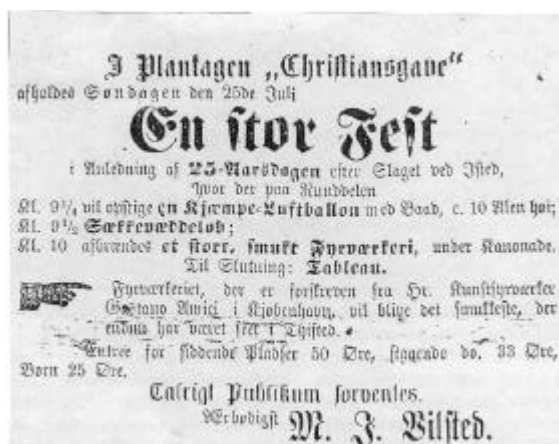 I Plantagen „Christiansgave“
afholdes Søndagen den 25de Juli
En stor Fest
i Anledning af 25-Aarsdagen efter Slaget ved Isted,
hvor der paa Runddelen
Kl. 9¼ vil opstige en Kjæmpe-Luftballon med Baad, c. 10 Alen høi;
Kl. 9½ Sækkevæddeløb;
Kl. 10 afbrændes et stort, smukt Fyrværkeri, under Kanonade.
Til Slutning: Tableau.
Fyrværkeriet, der er forskreven fra Hr. Kunstfyrværker
Gætano Amici i Kjøbenhavn, vil blive det smukkeste, der
endnu har været seet i Thisted.
Entree for siddende Pladser 50 Øre, staaende do. 33 Øre,
Børn 25 Øre.
Talrigt Publikum forventes.
Ærbødigst M. J. Vilsted.